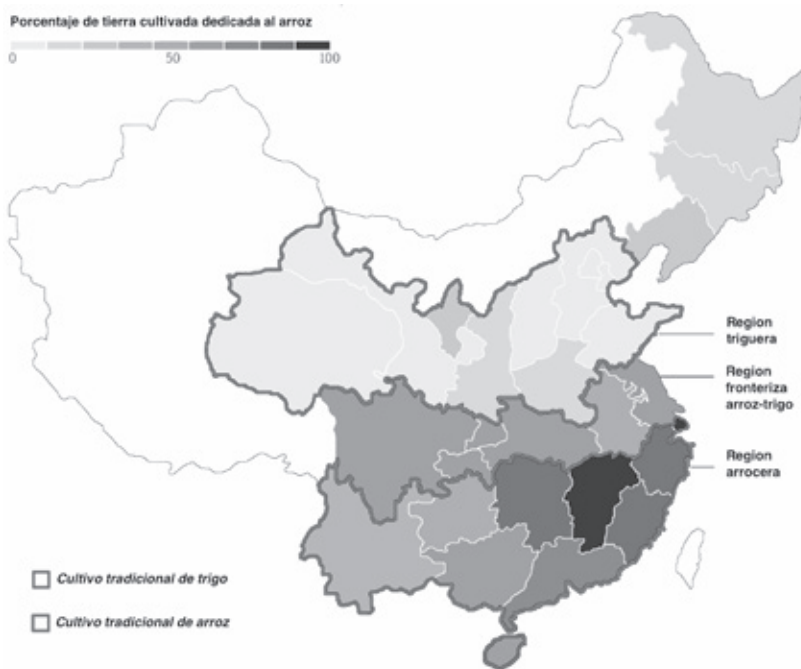 Porcentaje de tierra cultivada dedicada al arroz
0 50 100
Region
triguera
Region
fronteriza
arroz-trigo
Region
arrocera
Cultivo tradicional de trigo
Cultivo tradicional de arroz